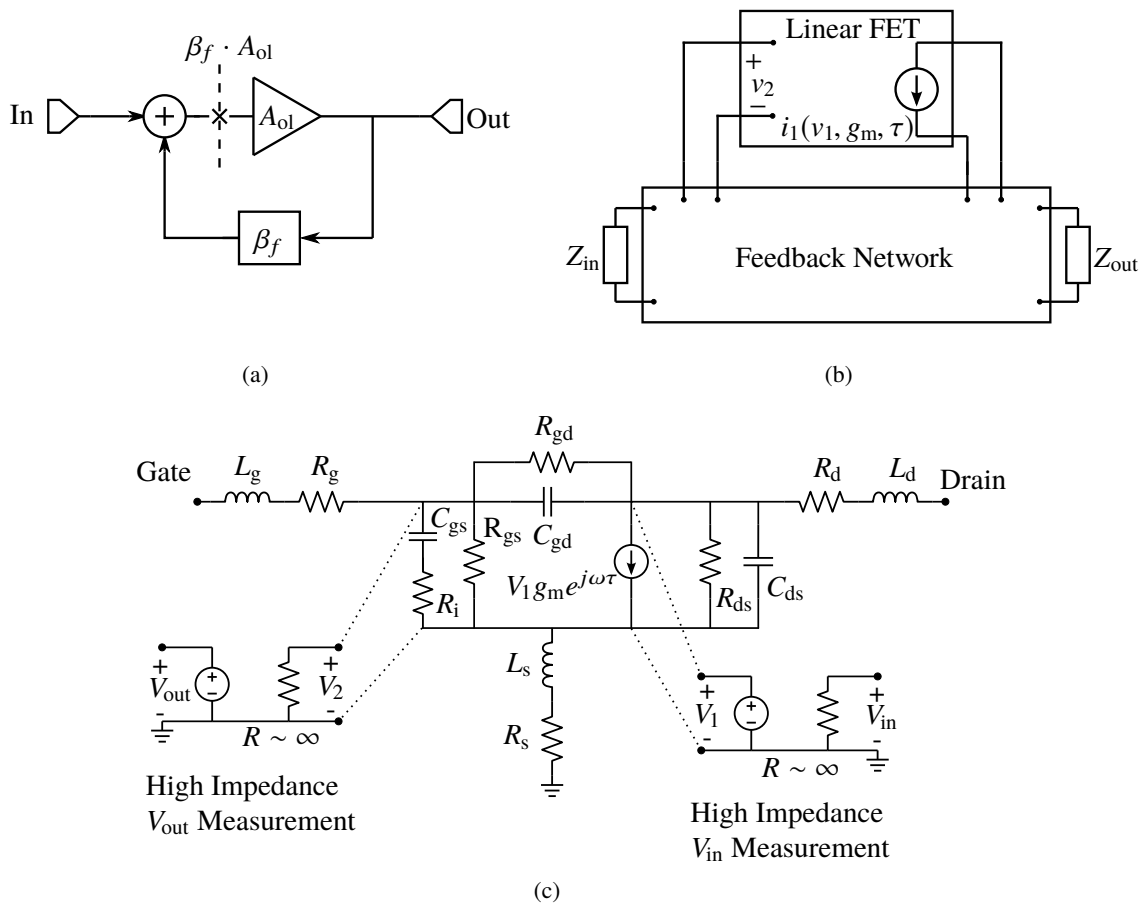 β_f · A_ol
In
+
A_ol
Out
β_f
(a)
Linear FET
+
v_2
−
i_1(v_1, g_m, τ)
Z_in
Feedback Network
Z_out
(b)
Gate
L_g
R_g
R_gd
R_d
L_d
Drain
C_gs
R_gs
C_gd
R_i
V_1 g_m e^{jωτ}
R_ds
C_ds
L_s
R_s
+
V_out
-
+
−
+
V_2
-
R ∼ ∞
High Impedance
V_out Measurement
+
V_1
-
+
−
+
V_in
-
R ∼ ∞
High Impedance
V_in Measurement
(c)